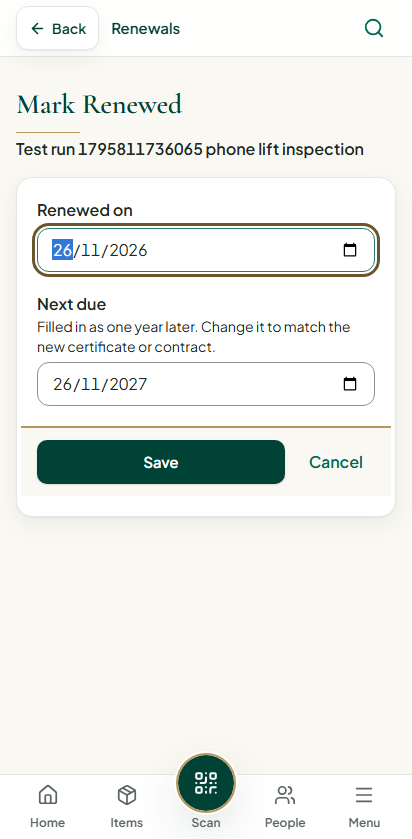 Back
Renewals
Mark Renewed
Test run 1795811736065 phone lift inspection
Renewed on
26/11/2026
Next due
Filled in as one year later. Change it to match the
new certificate or contract.
26/11/2027
Save
Cancel
Home
Items
Scan
People
Menu